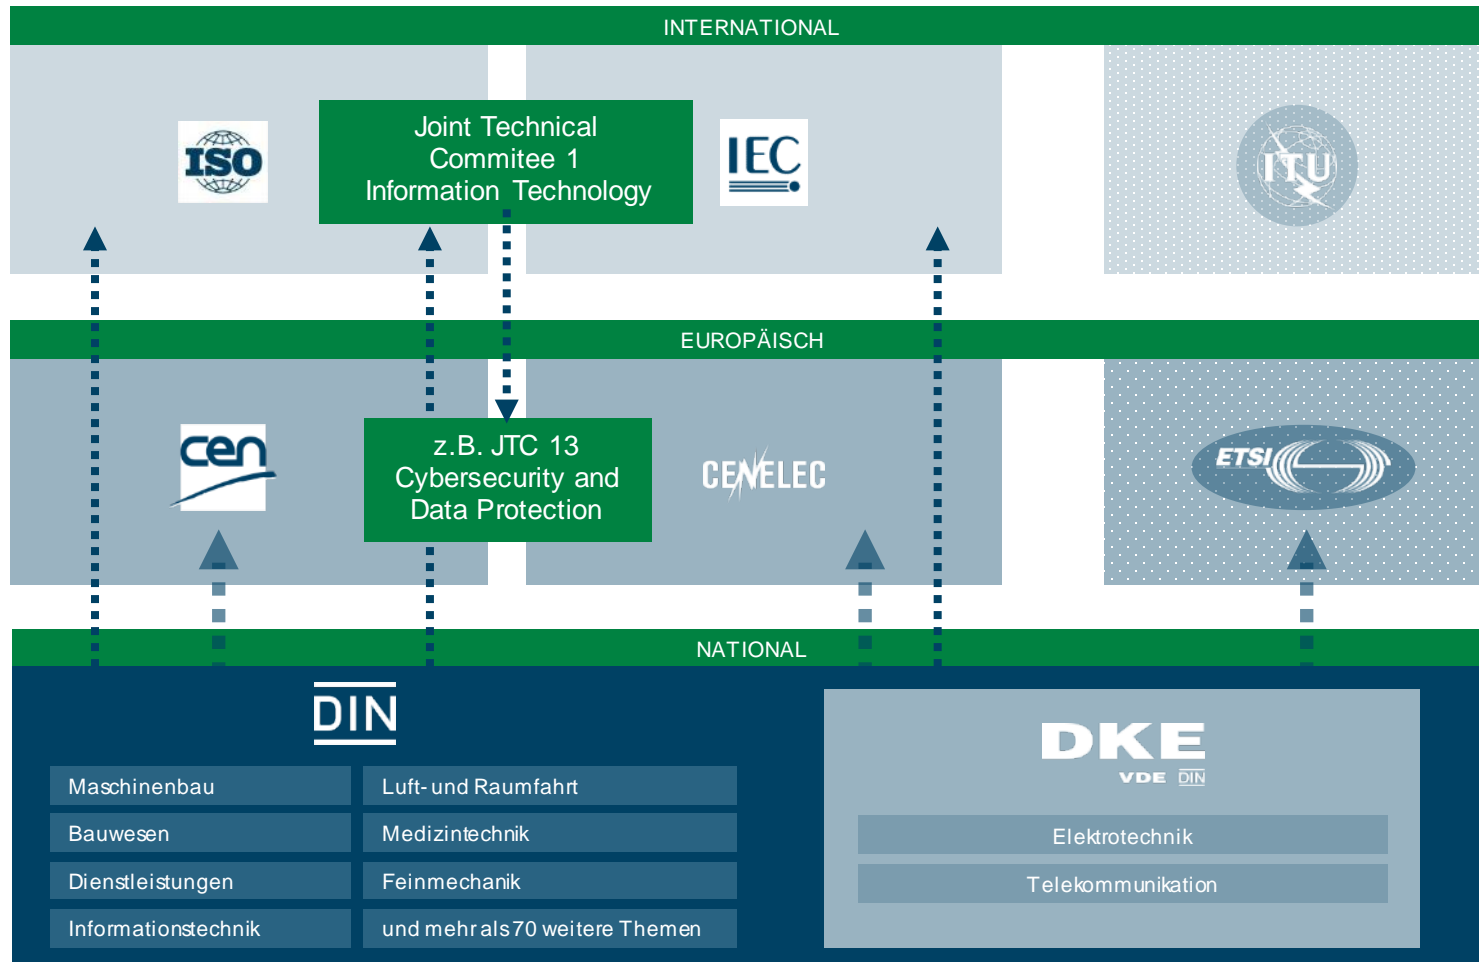 INTERNATIONAL
ISO
Joint Technical
Commitee 1
Information Technology
IEC
ITU
EUROPÄISCH
cen
z.B. JTC 13
Cybersecurity and
Data Protection
CENELEC
ETSI
NATIONAL
DIN
Maschinenbau
Luft- und Raumfahrt
Bauwesen
Medizintechnik
Dienstleistungen
Feinmechanik
Informationstechnik
und mehr als 70 weitere Themen
DKE
VDE DIN
Elektrotechnik
Telekommunikation